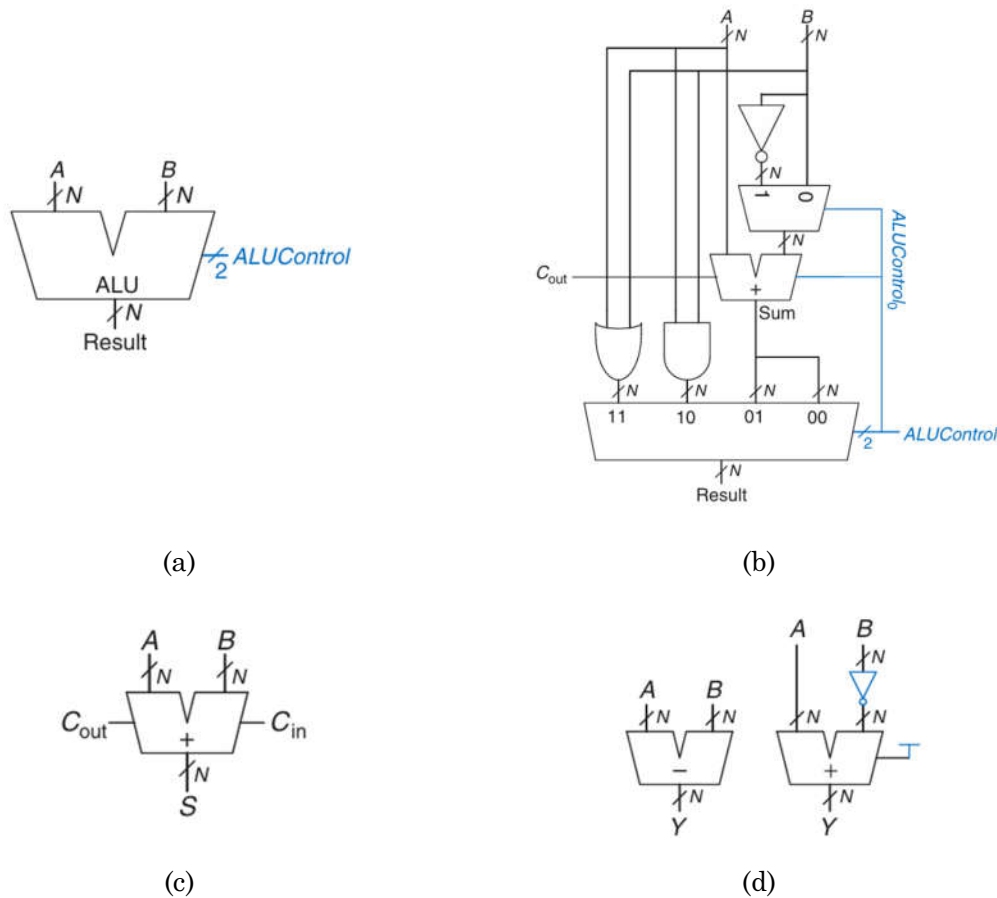 A B
N N
ALUControl
2
ALU
N
Result
(a)
A B
N N
N
1 0
N
ALUControl₀
Cout
+
Sum
N N N N
11 10 01 00
2 ALUControl
N
Result
(b)
A B
N N
Cout Cin
+
N
S
(c)
A B
N N
−
N
Y
A B
N
N N
+
N
Y
(d)